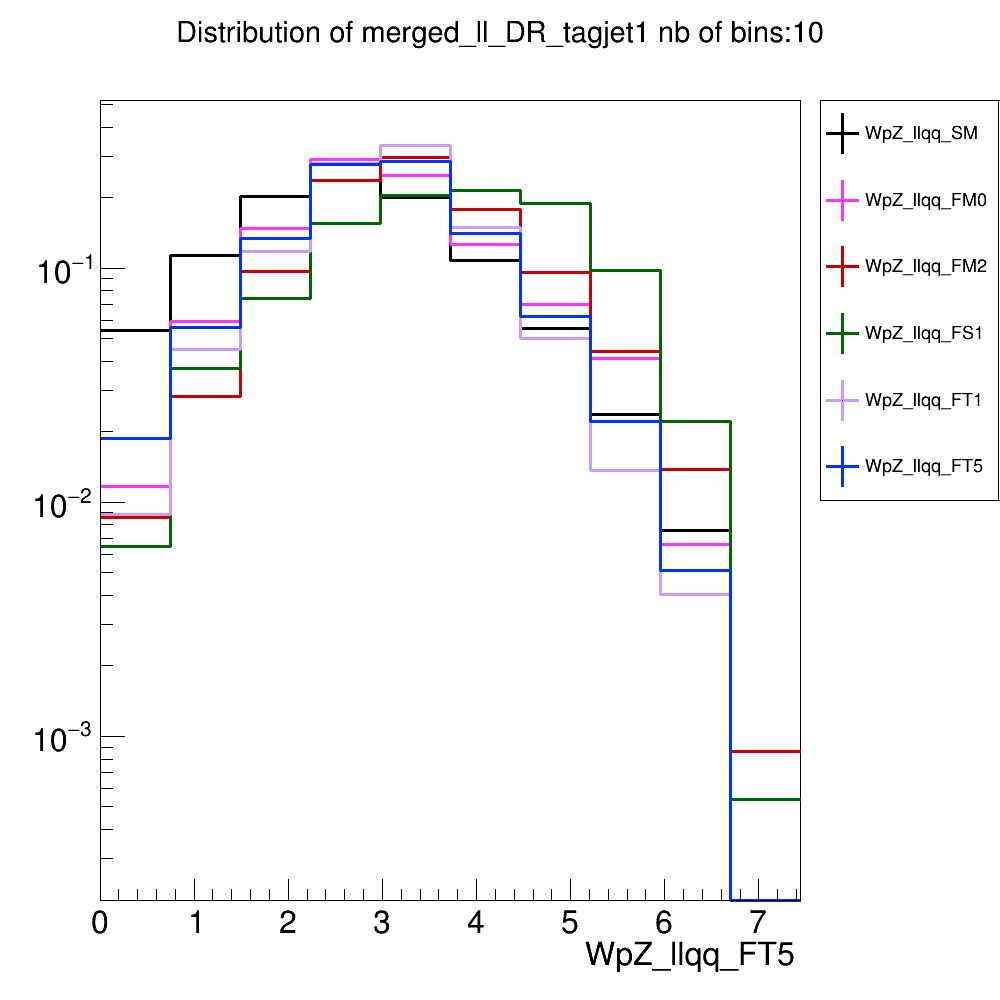 Distribution of merged_ll_DR_tagjet1 nb of bins:10
10⁻¹
10⁻²
10⁻³
0 1 2 3 4 5 6 7
WpZ_llqq_FT5
WpZ_llqq_SM
WpZ_llqq_FM0
WpZ_llqq_FM2
WpZ_llqq_FS1
WpZ_llqq_FT1
WpZ_llqq_FT5